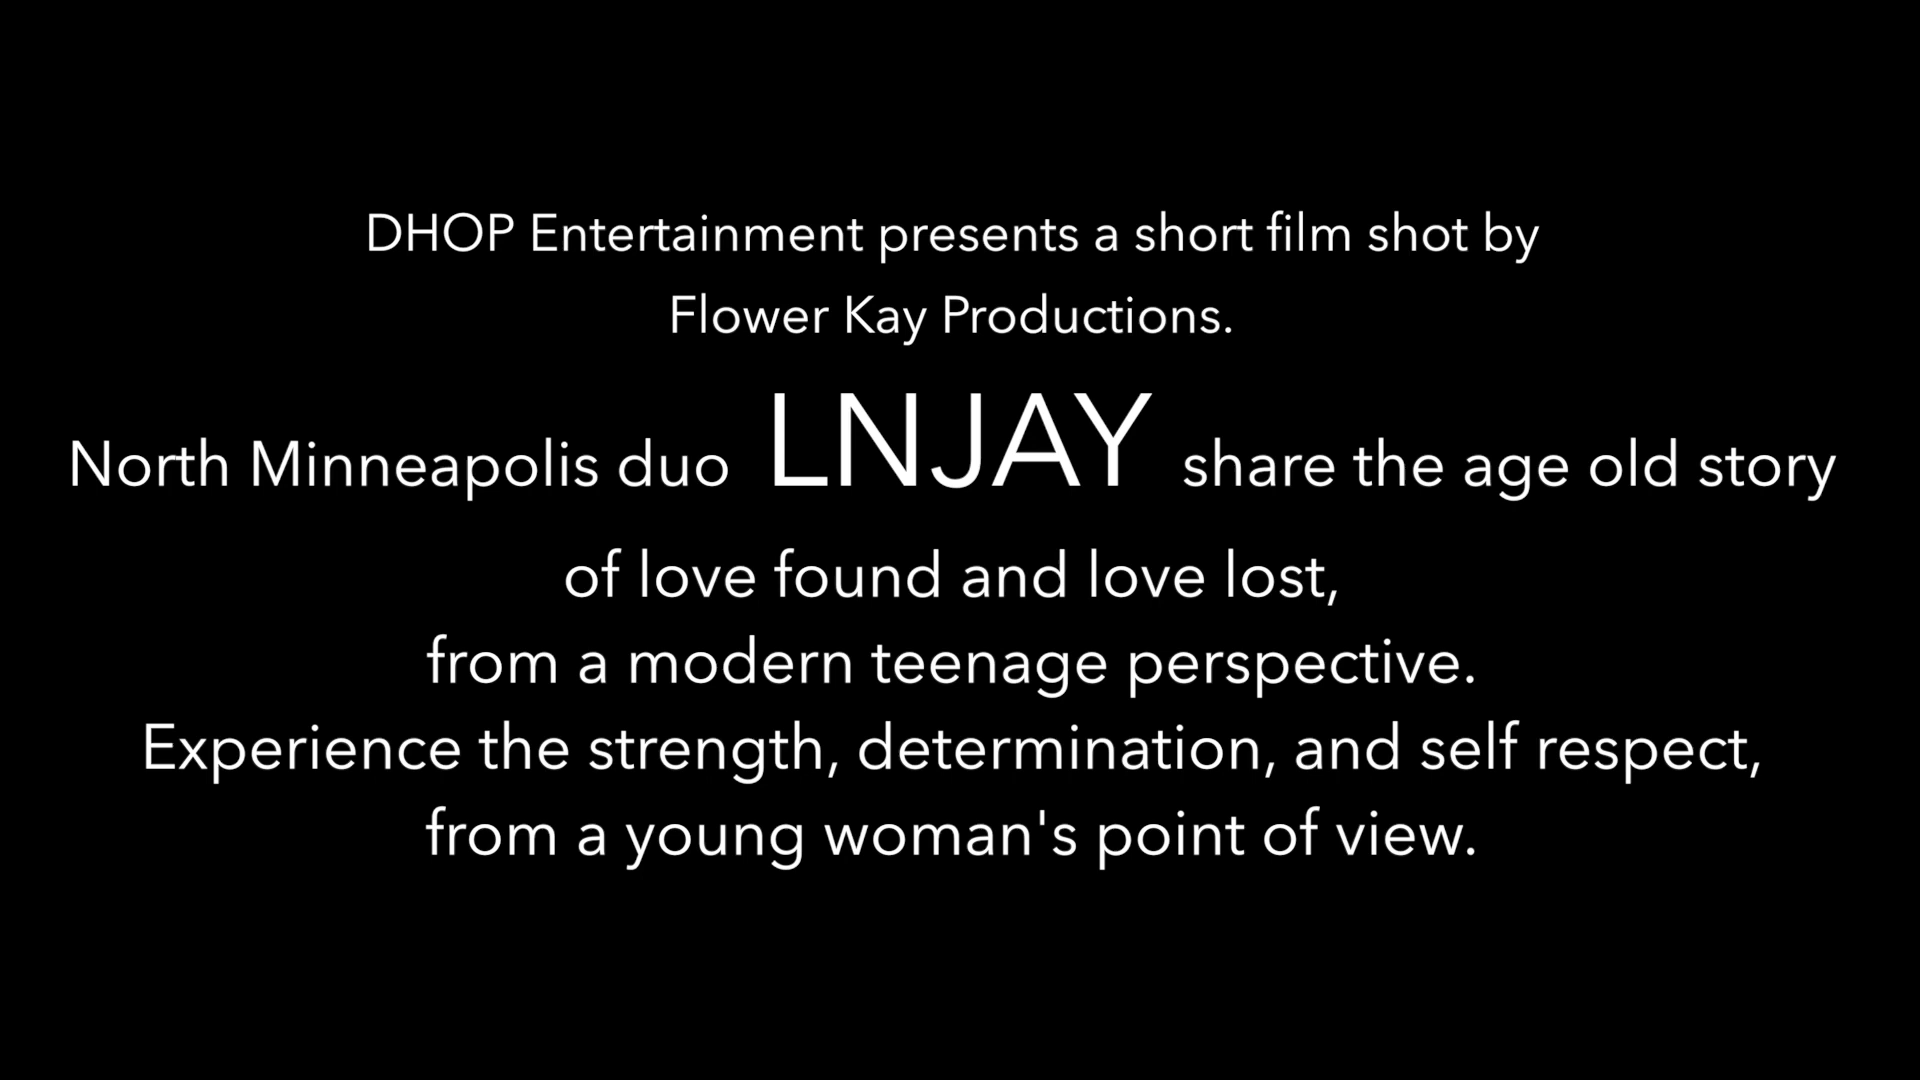 DHOP Entertainment presents a short film shot by
Flower Kay Productions.
North Minneapolis duo LNJAY share the age old story
of love found and love lost,
from a modern teenage perspective.
Experience the strength, determination, and self respect,
from a young woman's point of view.